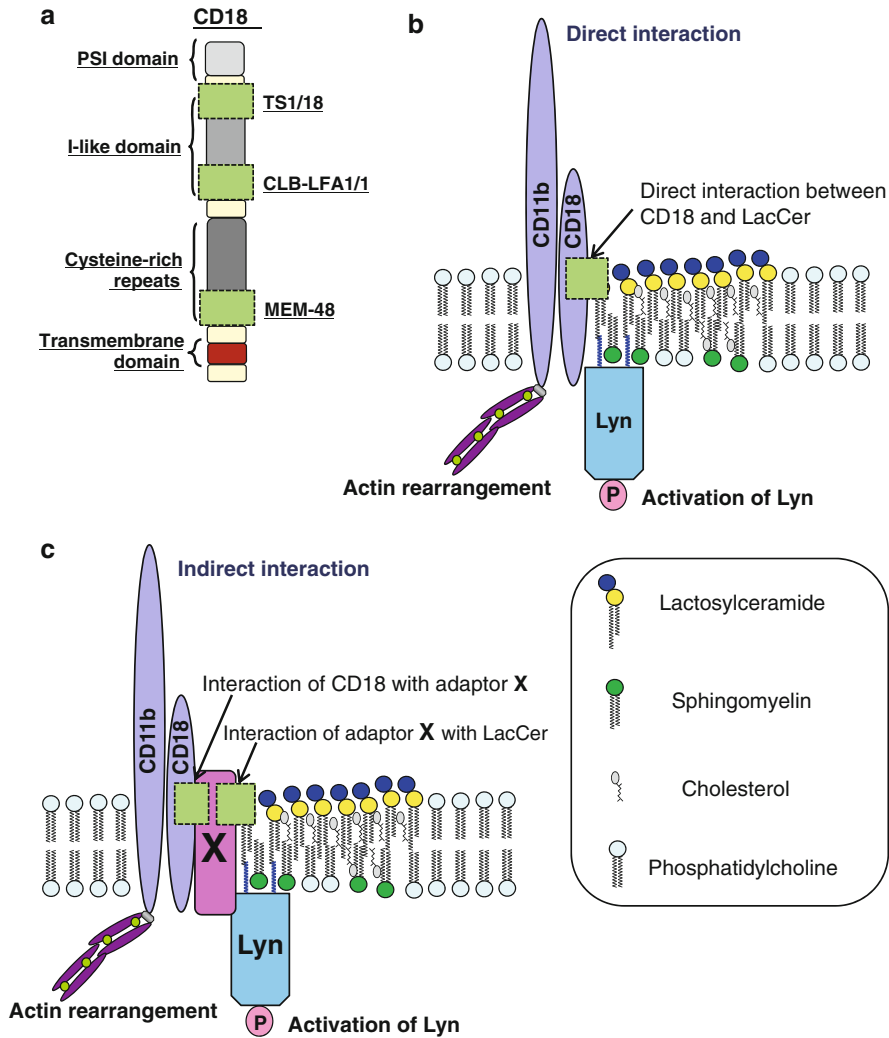 a
CD18
PSI domain
TS1/18
I-like domain
CLB-LFA1/1
Cysteine-rich
repeats
MEM-48
Transmembrane
domain
b
Direct interaction
CD11b
CD18
Direct interaction between
CD18 and LacCer
Lyn
Actin rearrangement
P
Activation of Lyn
c
Indirect interaction
CD11b
CD18
Interaction of CD18 with adaptor X
Interaction of adaptor X with LacCer
X
Lyn
Actin rearrangement
P
Activation of Lyn
Lactosylceramide
Sphingomyelin
Cholesterol
Phosphatidylcholine